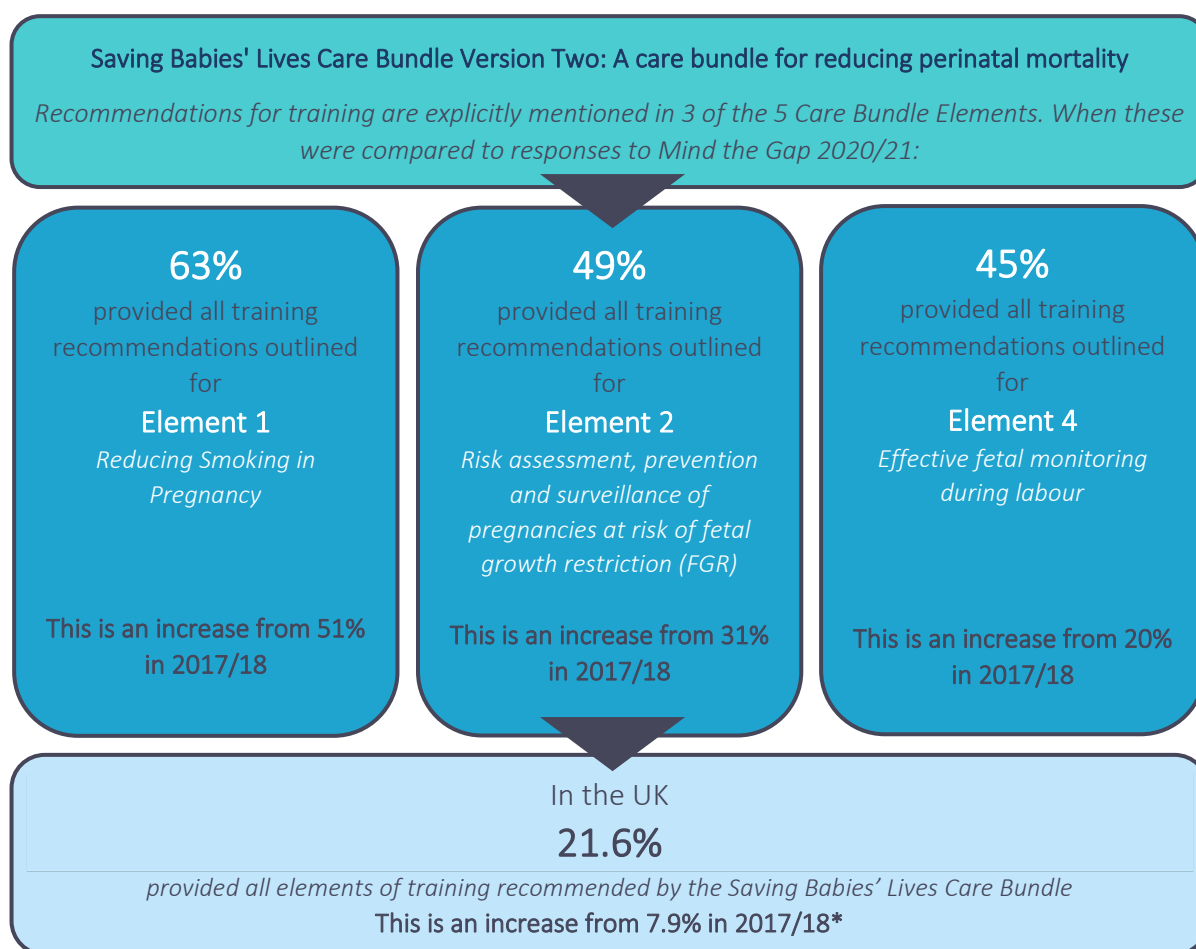 Saving Babies' Lives Care Bundle Version Two: A care bundle for reducing perinatal mortality
Recommendations for training are explicitly mentioned in 3 of the 5 Care Bundle Elements. When these
were compared to responses to Mind the Gap 2020/21:
63%
provided all training
recommendations outlined
for
Element 1
Reducing Smoking in
Pregnancy
This is an increase from 51%
in 2017/18
49%
provided all training
recommendations outlined
for
Element 2
Risk assessment, prevention
and surveillance of
pregnancies at risk of fetal
growth restriction (FGR)
This is an increase from 31%
in 2017/18
45%
provided all training
recommendations outlined
for
Element 4
Effective fetal monitoring
during labour
This is an increase from 20%
in 2017/18
In the UK
21.6%
provided all elements of training recommended by the Saving Babies’ Lives Care Bundle
This is an increase from 7.9% in 2017/18*